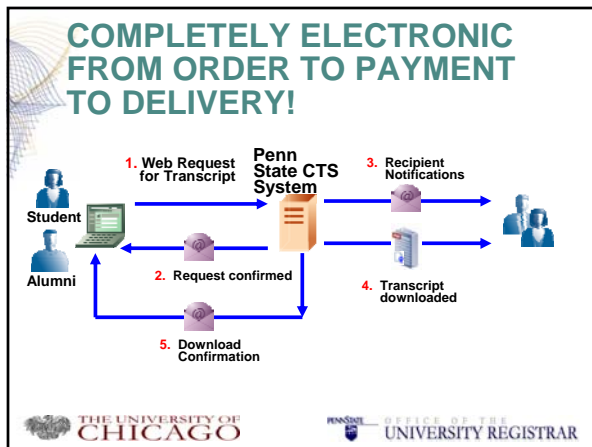 COMPLETELY ELECTRONIC
FROM ORDER TO PAYMENT
TO DELIVERY!
1. Web Request
for Transcript
Penn
State CTS
System
3. Recipient
Notifications
Student
Alumni
2. Request confirmed
4. Transcript
downloaded
5. Download
Confirmation
THE UNIVERSITY OF
CHICAGO
PENNSTATE
OFFICE OF THE
UNIVERSITY REGISTRAR